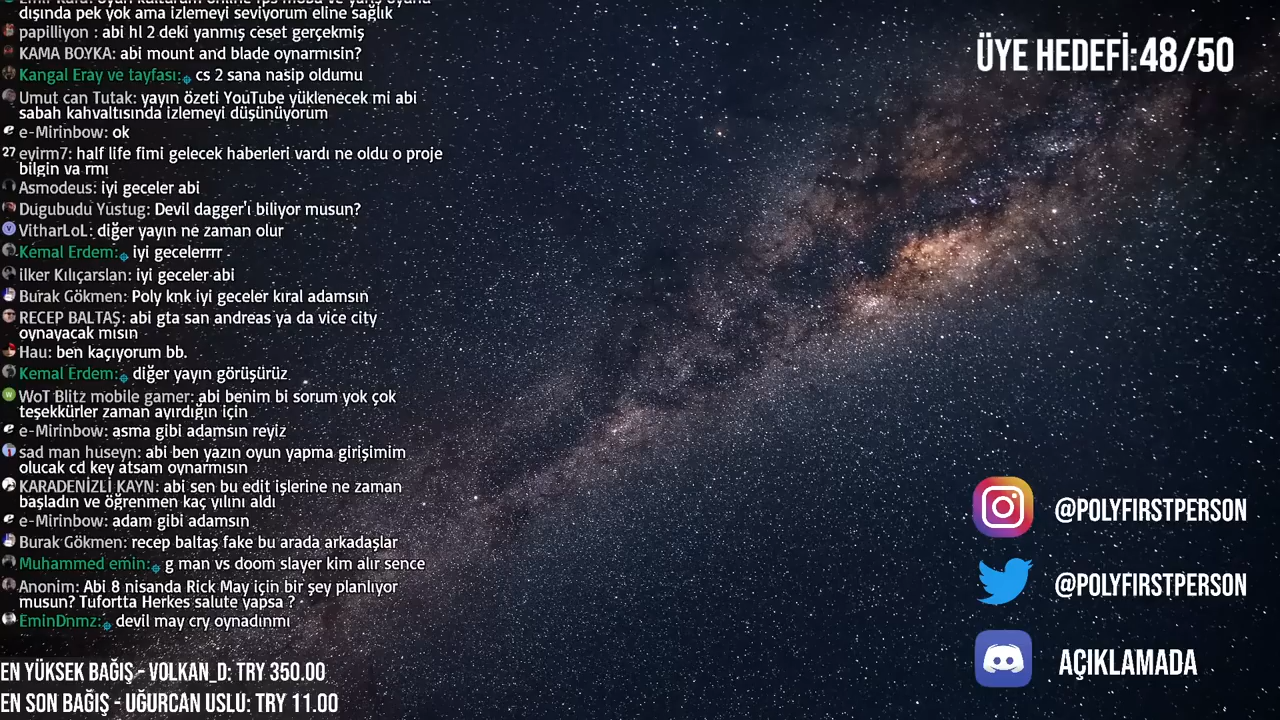 dışında pek yok ama izlemeyi seviyorum eline sağlık
papilliyon : abi hl 2 deki yanmış ceset gerçekmiş
KAMA BOYKA: abi mount and blade oynarmısın?
Kangal Eray ve tayfası: cs 2 sana nasip oldumu
Umut can Tutak: yayın özeti YouTube yüklenecek mi abi
sabah kahvaltısında izlemeyi düşünüyorum
e-Mirinbow: ok
evirm7: half life fimi gelecek haberleri vardı ne oldu o proje
bilgin va rmı
Asmodeus: iyi geceler abi
Dugubudu Yustug: Devil dagger'ı biliyor musun?
VitharLoL: diğer yayın ne zaman olur
Kemal Erdem: iyi gecelerrrr
ilker Kılıçarslan: iyi geceler abi
Burak Gökmen: Poly knk iyi geceler kıral adamsın
RECEP BALTAŞ: abi gta san andreas ya da vice city
oynayacak mısın
Hau: ben kaçıyorum bb.
Kemal Erdem: diğer yayın görüşürüz
WoT Blitz mobile gamer: abi benim bi sorum yok çok
teşekkürler zaman ayırdığın için
e-Mirinbow: asma gibi adamsın reyiz
sad man huseyn: abi ben yazın oyun yapma girişimim
olucak cd key atsam oynarmısın
KARADENİZLİ KAYN: abi sen bu edit işlerine ne zaman
başladın ve öğrenmen kaç yılını aldı
e-Mirinbow: adam gibi adamsın
Burak Gökmen: recep baltaş fake bu arada arkadaşlar
Muhammed emin: g man vs doom slayer kim alır sence
Anonim: Abi 8 nisanda Rick May için bir şey planlıyor
musun? Tufortta Herkes salute yapsa ?
EminDnmz: devil may cry oynadınmı
EN YÜKSEK BAĞIŞ - VOLKAN_D: TRY 350.00
EN SON BAĞIŞ - UĞURCAN USLU: TRY 11.00
ÜYE HEDEFİ:48/50
@POLYFIRSTPERSON
@POLYFIRSTPERSON
AÇIKLAMADA